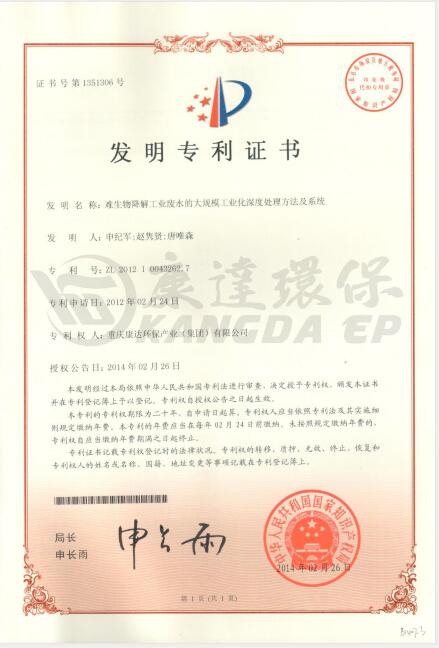 证书号第1351306号
发明专利证书
发 明 名 称：难生物降解工业废水的大规模工业化深度处理方法及系统
发 明 人：申纪军;赵隽贤;唐唯森
专 利 号：ZL 2012 1 0043262.7
专利申请日：2012年02月24日
专 利 权 人：重庆康达环保产业（集团）有限公司
授权公告日：2014年02月26日
康達環保
KANGDA EP
本发明经过本局依照中华人民共和国专利法进行审查，决定授予专利权，颁发本证书
并在专利登记簿上予以登记。专利权自授权公告之日起生效。
本专利的专利权期限为二十年，自申请日起算。专利权人应当依照专利法及其实施细
则规定缴纳年费。本专利的年费应当在每年02月24日前缴纳。未按照规定缴纳年费的，
专利权自应当缴纳年费期满之日起终止。
专利证书记载专利权登记时的法律状况。专利权的转移、质押、无效、终止、恢复和
专利权人的姓名或名称、国籍、地址变更等事项记载在专利登记簿上。
局长
申长雨
申长雨
中华人民共和国国家知识产权局
2014年02月26日
第1页(共1页)